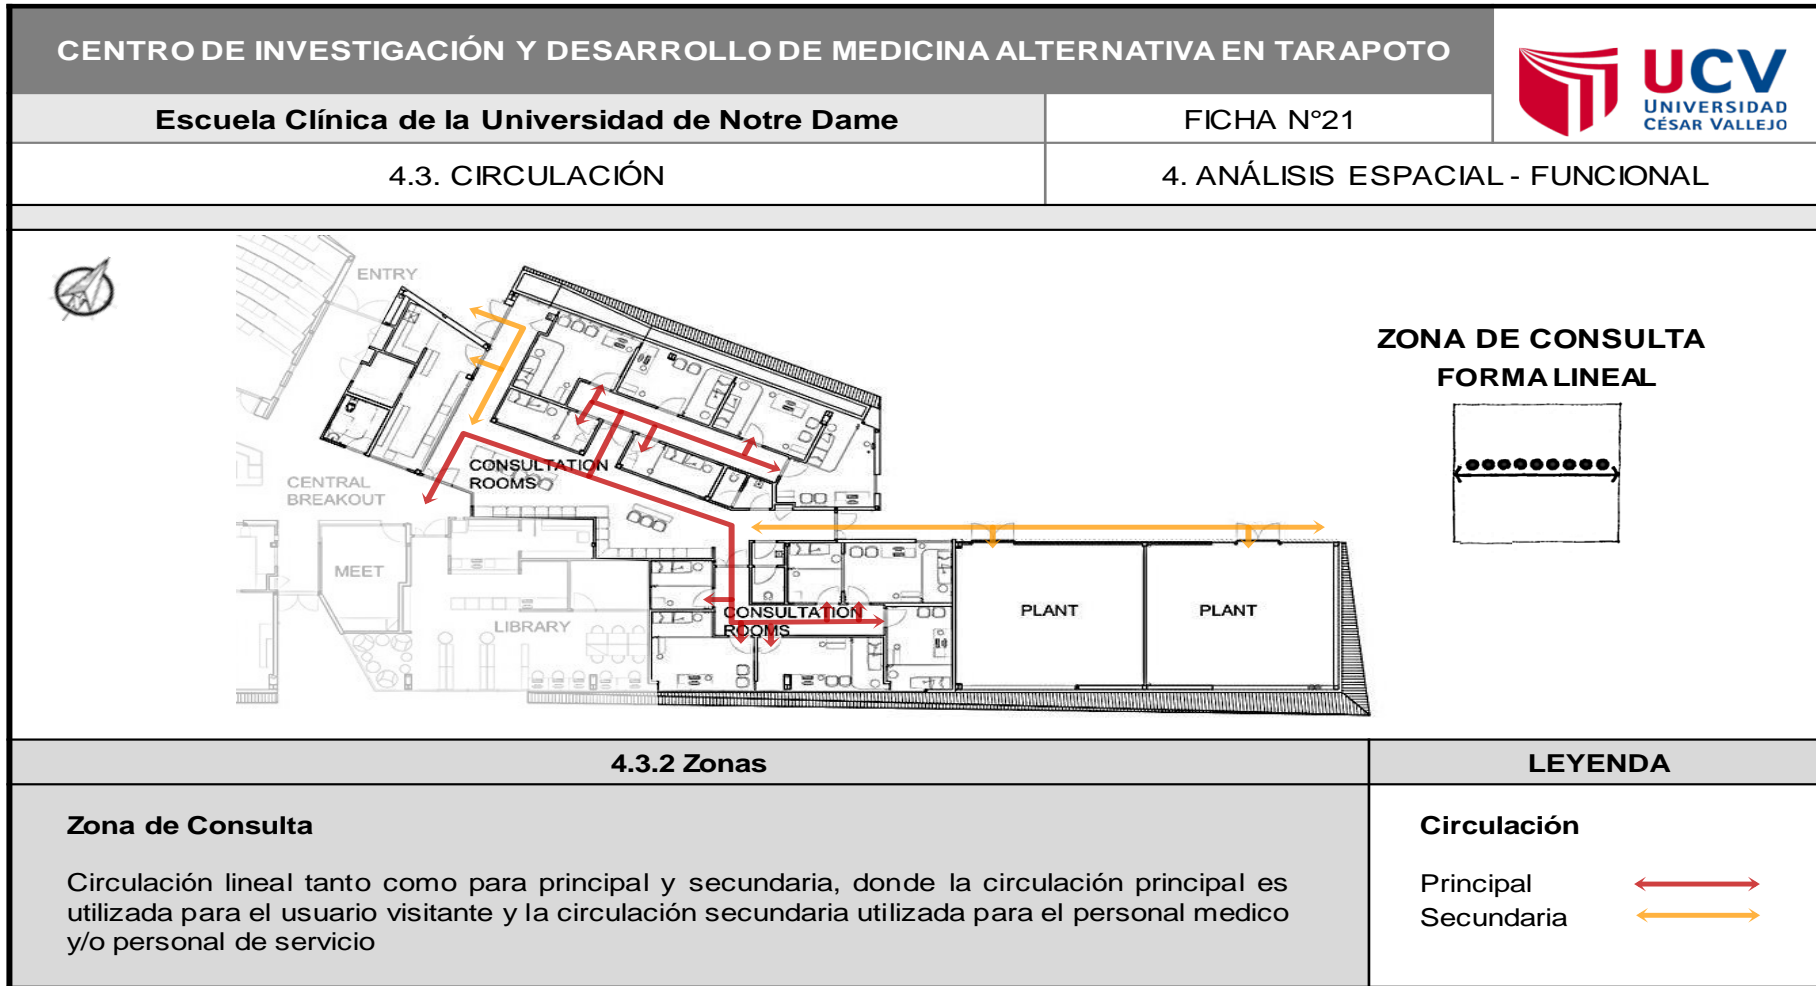 CENTRO DE INVESTIGACIÓN Y DESARROLLO DE MEDICINA ALTERNATIVA EN TARAPOTO
UCV
UNIVERSIDAD
CÉSAR VALLEJO
Escuela Clínica de la Universidad de Notre Dame
FICHA N°21
4.3. CIRCULACIÓN
4. ANÁLISIS ESPACIAL - FUNCIONAL
ENTRY
CONSULTATION
ROOMS
CENTRAL
BREAKOUT
MEET
LIBRARY
CONSULTATION
ROOMS
PLANT
PLANT
ZONA DE CONSULTA
FORMA LINEAL
4.3.2 Zonas
LEYENDA
Zona de Consulta
Circulación lineal tanto como para principal y secundaria, donde la circulación principal es
utilizada para el usuario visitante y la circulación secundaria utilizada para el personal medico
y/o personal de servicio
Circulación
Principal
Secundaria